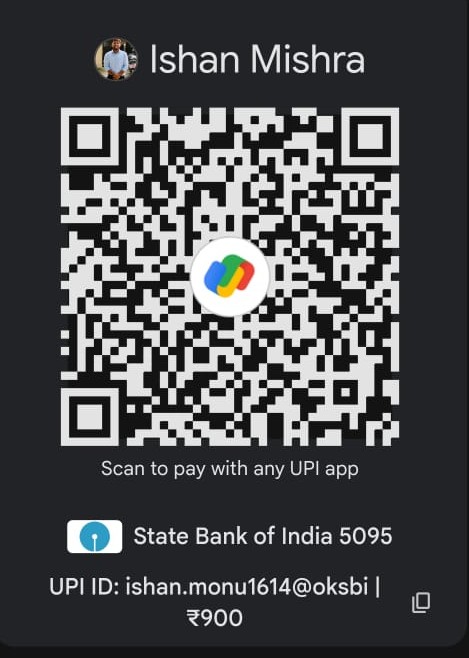 Ishan Mishra
Scan to pay with any UPI app
State Bank of India 5095
UPI ID: ishan.monu1614@oksbi |
₹900